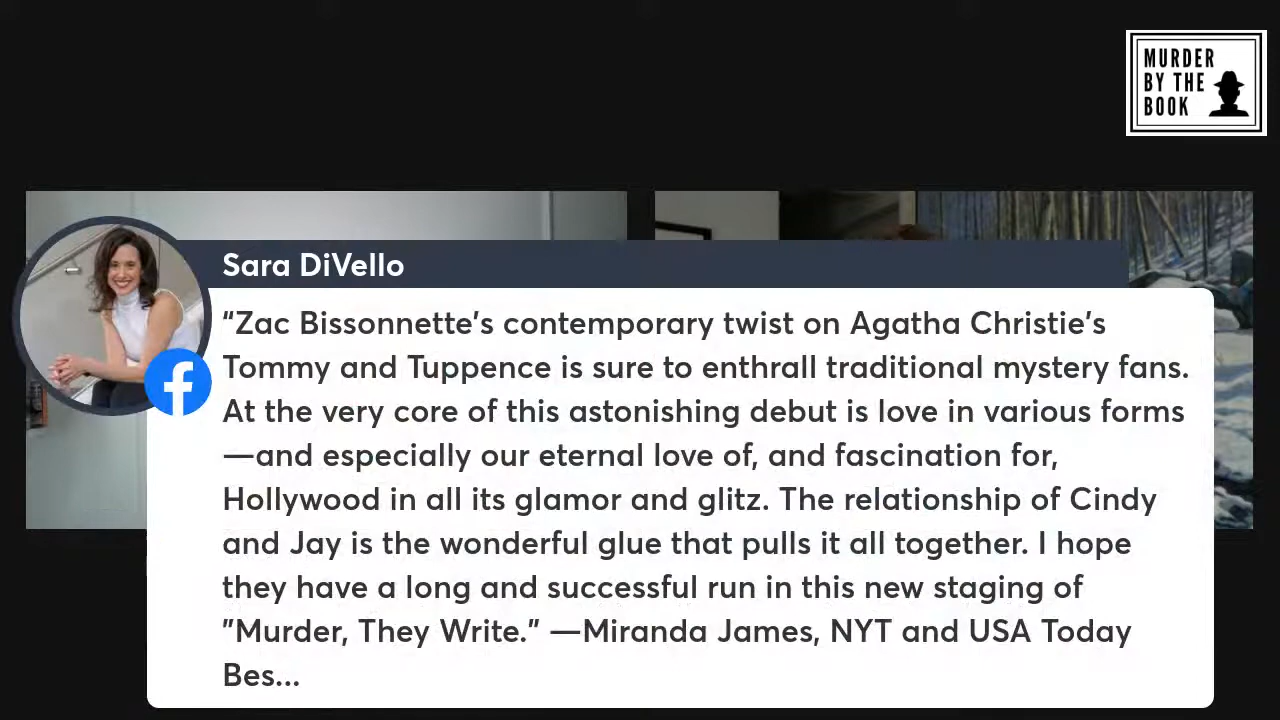 MURDER
BY THE
BOOK
Sara DiVello
“Zac Bissonnette’s contemporary twist on Agatha Christie’s
Tommy and Tuppence is sure to enthrall traditional mystery fans.
At the very core of this astonishing debut is love in various forms
—and especially our eternal love of, and fascination for,
Hollywood in all its glamor and glitz. The relationship of Cindy
and Jay is the wonderful glue that pulls it all together. I hope
they have a long and successful run in this new staging of
”Murder, They Write.” —Miranda James, NYT and USA Today
Bes...